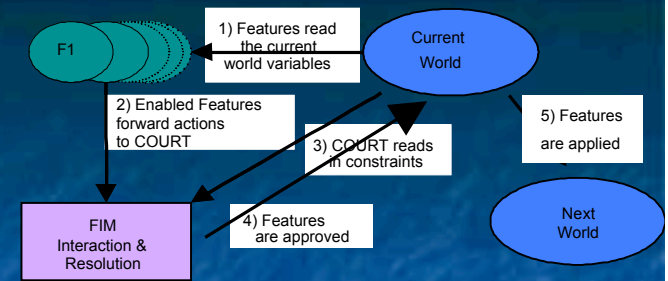 F1
1) Features read
the current
world variables
Current
World
2) Enabled Features
forward actions
to COURT
3) COURT reads
in constraints
5) Features
are applied
FIM
Interaction &
Resolution
4) Features
are approved
Next
World